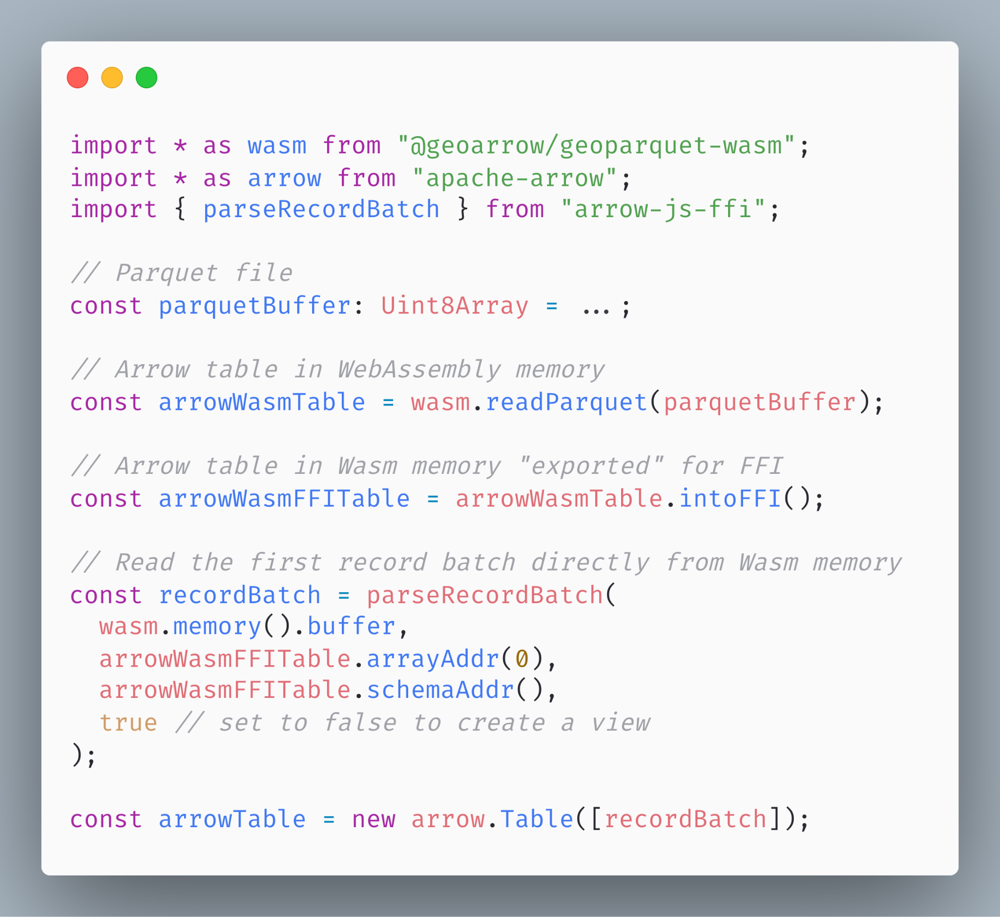 import * as wasm from "@geoarrow/geoparquet-wasm";
import * as arrow from "apache-arrow";
import { parseRecordBatch } from "arrow-js-ffi";
// Parquet file
const parquetBuffer: Uint8Array = ...;
// Arrow table in WebAssembly memory
const arrowWasmTable = wasm.readParquet(parquetBuffer);
// Arrow table in Wasm memory "exported" for FFI
const arrowWasmFFITable = arrowWasmTable.intoFFI();
// Read the first record batch directly from Wasm memory
const recordBatch = parseRecordBatch(
  wasm.memory().buffer,
  arrowWasmFFITable.arrayAddr(0),
  arrowWasmFFITable.schemaAddr(),
  true // set to false to create a view
);
const arrowTable = new arrow.Table([recordBatch]);